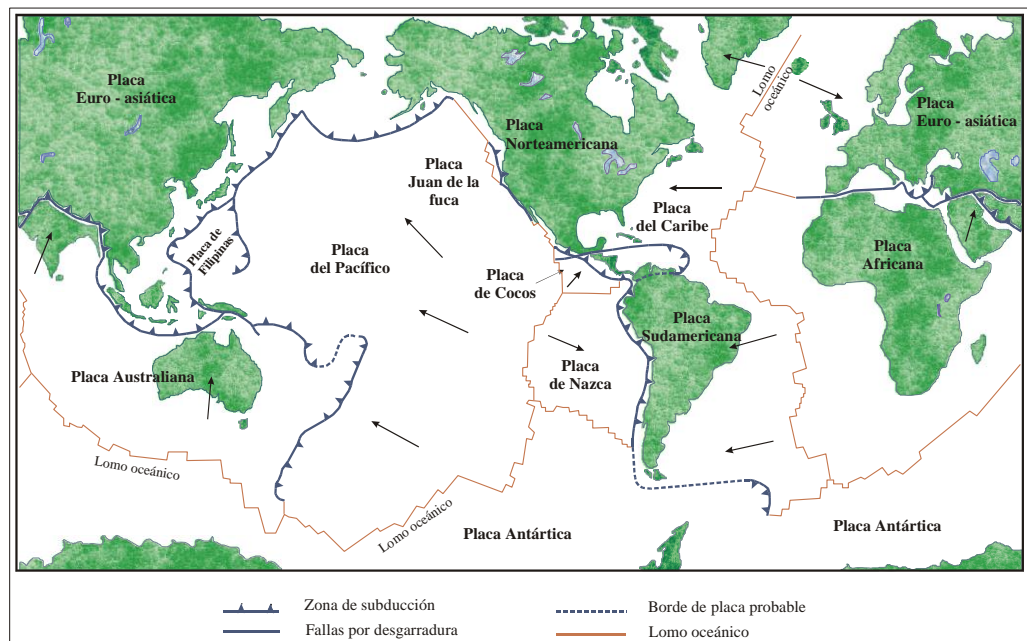 Placa
Euro - asiática
Placa
Norteamericana
Lomo
oceánico
Placa
Euro - asiática
Placa
Juan de la
fuca
Placa
del Caribe
Placa de
Filipinas
Placa
del Pacífico
Placa
de Cocos
Placa
Africana
Placa
Sudamericana
Placa
de Nazca
Placa Australiana
Lomo oceánico
Lomo oceánico
Placa Antártica
Placa Antártica
Zona de subducción
Borde de placa probable
Fallas por desgarradura
Lomo oceánico